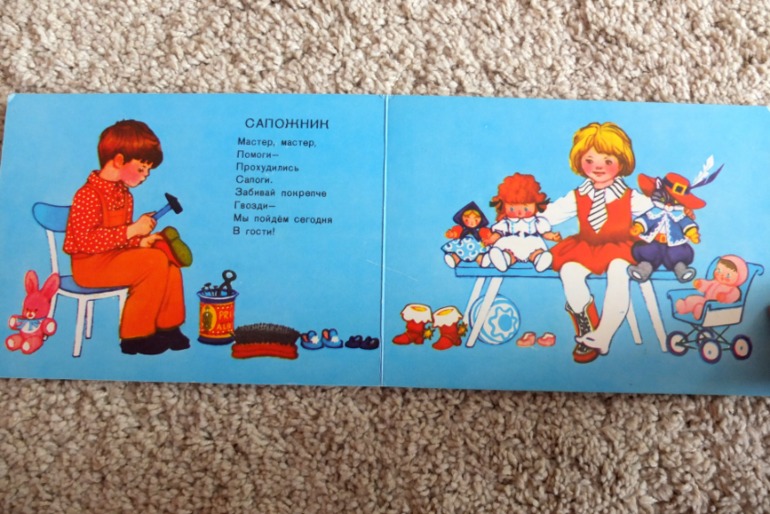 САПОЖНИК
Мастер, мастер,
Помоги—
Прохудились
Сапоги.
Забивай покрепче
Гвозди—
Мы пойдём сегодня
В гости!